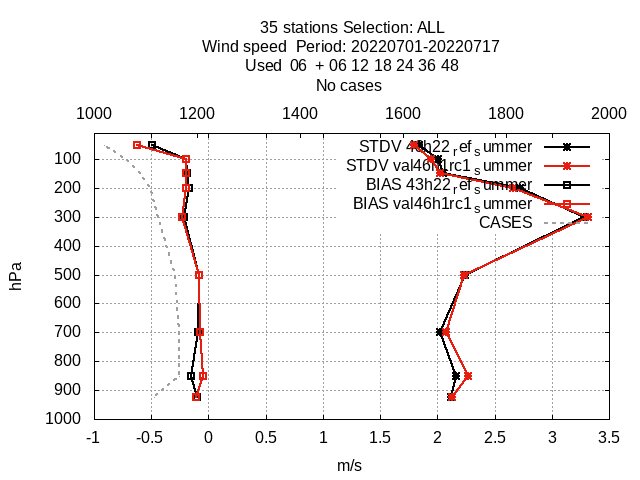 35 stations Selection: ALL
Wind speed  Period: 20220701-20220717
Used  06  + 06 12 18 24 36 48
No cases
1000 1200 1400 1600 1800 2000
STDV 43h22_ref_summer
STDV val46h1rc1_summer
BIAS 43h22_ref_summer
BIAS val46h1rc1_summer
CASES
100
200
300
400
500
600
700
800
900
1000
hPa
-1 -0.5 0 0.5 1 1.5 2 2.5 3 3.5
m/s